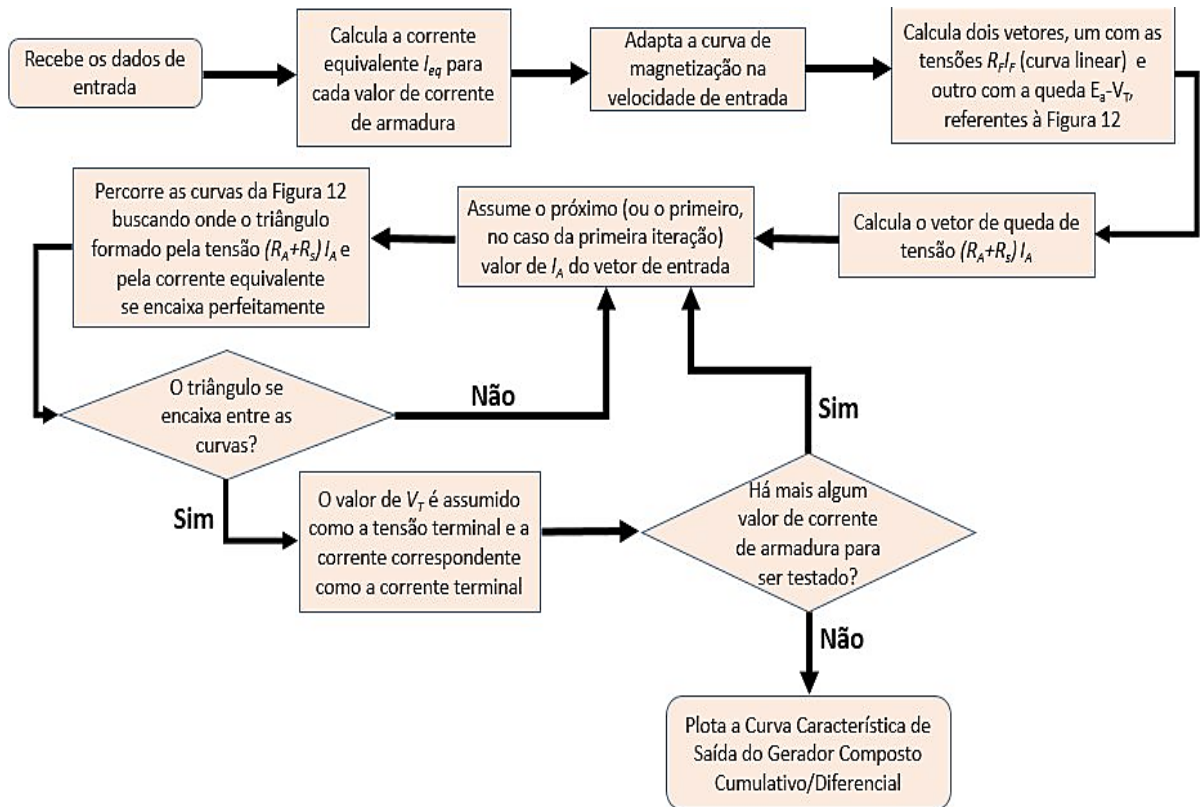 Recebe os dados de
entrada
Calcula a corrente
equivalente Ieq para
cada valor de corrente
de armadura
Adapta a curva de
magnetização na
velocidade de entrada
Calcula dois vetores, um com as
tensões RFIF (curva linear) e
outro com a queda Ea-VT,
referentes à Figura 12
Calcula o vetor de queda de
tensão (RA+Rs) IA
Assume o próximo (ou o primeiro,
no caso da primeira iteração)
valor de IA do vetor de entrada
Percorre as curvas da Figura 12
buscando onde o triângulo
formado pela tensão (RA+Rs) IA e
pela corrente equivalente
se encaixa perfeitamente
O triângulo se
encaixa entre as
curvas?
Não
Sim
O valor de VT é assumido
como a tensão terminal e a
corrente correspondente
como a corrente terminal
Há mais algum
valor de corrente
de armadura para
ser testado?
Sim
Não
Plota a Curva Característica de
Saída do Gerador Composto
Cumulativo/Diferencial